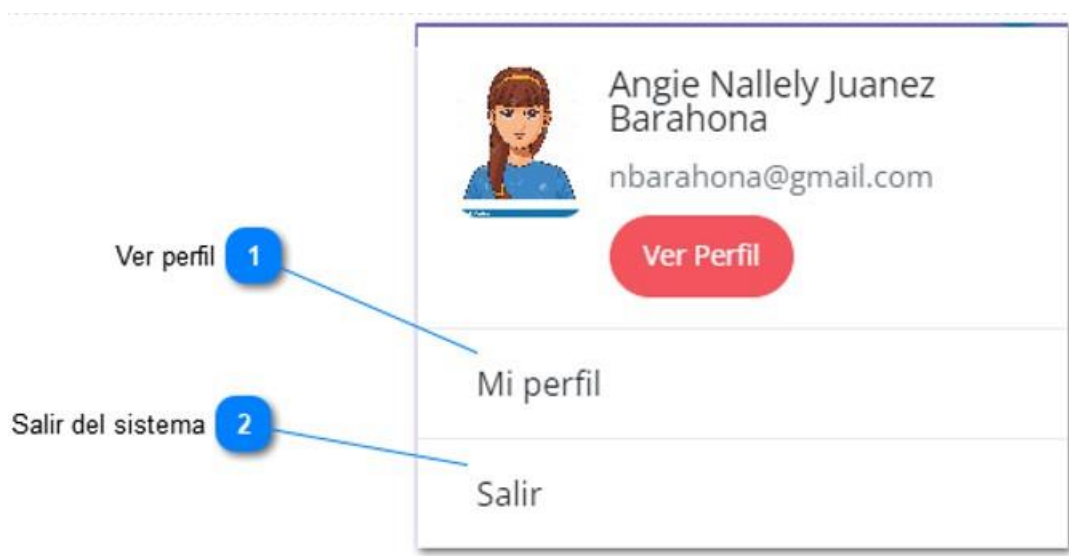 Angie Nallely Juanez
Barahona
nbarahona@gmail.com
Ver Perfil
Ver perfil 1
Mi perfil
Salir del sistema 2
Salir